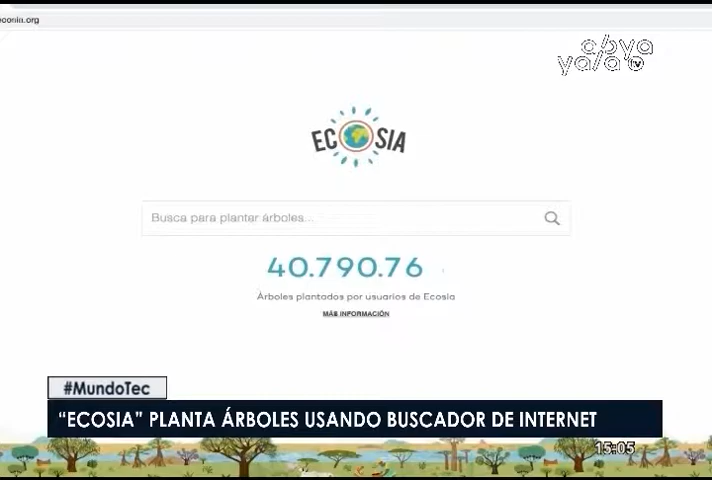 econia.org
abya
yala tv
ECOSIA
Busca para plantar árboles...
40.790.76
Árboles plantados por usuarios de Ecosia
MÁS INFORMACIÓN
#MundoTec
“ECOSIA” PLANTA ÁRBOLES USANDO BUSCADOR DE INTERNET
15:05